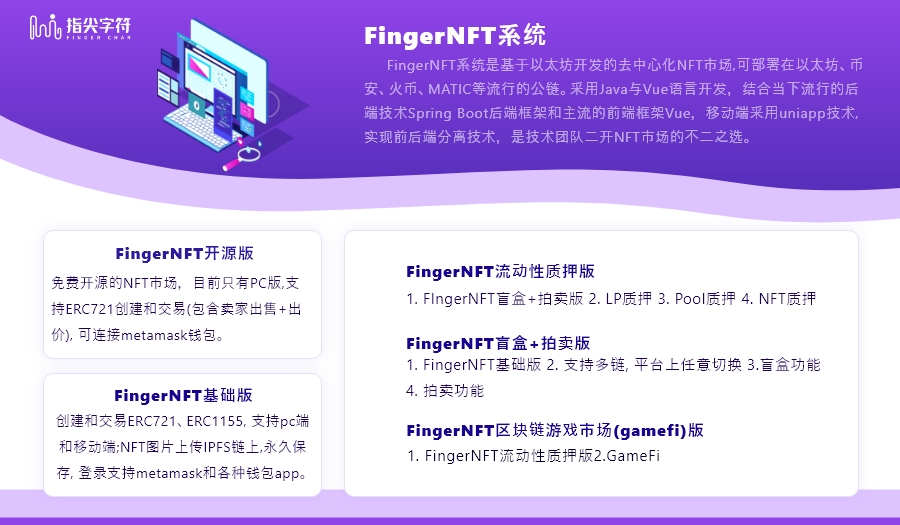 指尖字符
FINGER CHAR
FingerNFT系统
FingerNFT系统是基于以太坊开发的去中心化NFT市场,可部署在以太坊、币
安、火币、MATIC等流行的公链。采用Java与Vue语言开发，结合当下流行的后
端技术Spring Boot后端框架和主流的前端框架Vue，移动端采用uniapp技术,
实现前后端分离技术，是技术团队二开NFT市场的不二之选。
FingerNFT开源版
免费开源的NFT市场，目前只有PC版,支
持ERC721创建和交易(包含卖家出售+出
价), 可连接metamask钱包。
FingerNFT基础版
创建和交易ERC721、ERC1155, 支持pc端
和移动端;NFT图片上传IPFS链上,永久保
存, 登录支持metamask和各种钱包app。
FingerNFT流动性质押版
1. FIngerNFT盲盒+拍卖版 2. LP质押 3. Pool质押 4. NFT质押
FingerNFT盲盒+拍卖版
1. FingerNFT基础版 2. 支持多链, 平台上任意切换 3.盲盒功能
4. 拍卖功能
FingerNFT区块链游戏市场(gamefi)版
1. FingerNFT流动性质押版2.GameFi